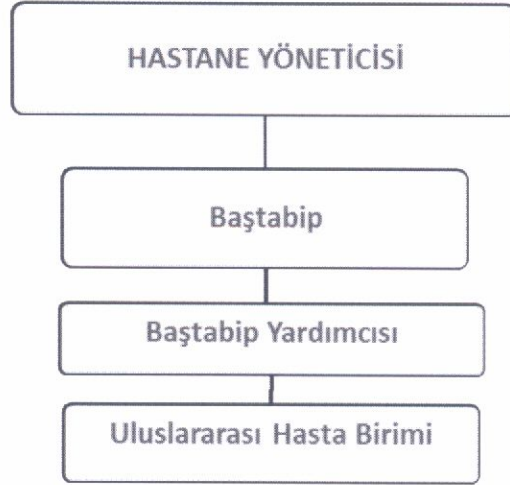 HASTANE YÖNETİCİSİ
Baştabip
Baştabip Yardımcısı
Uluslararası Hasta Birimi